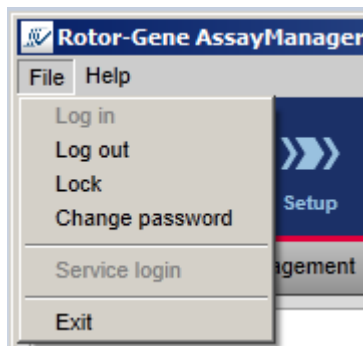 Rotor-Gene AssayManager
File Help
Log in
Log out
Lock
Change password
Service login
Exit
Setup
agement